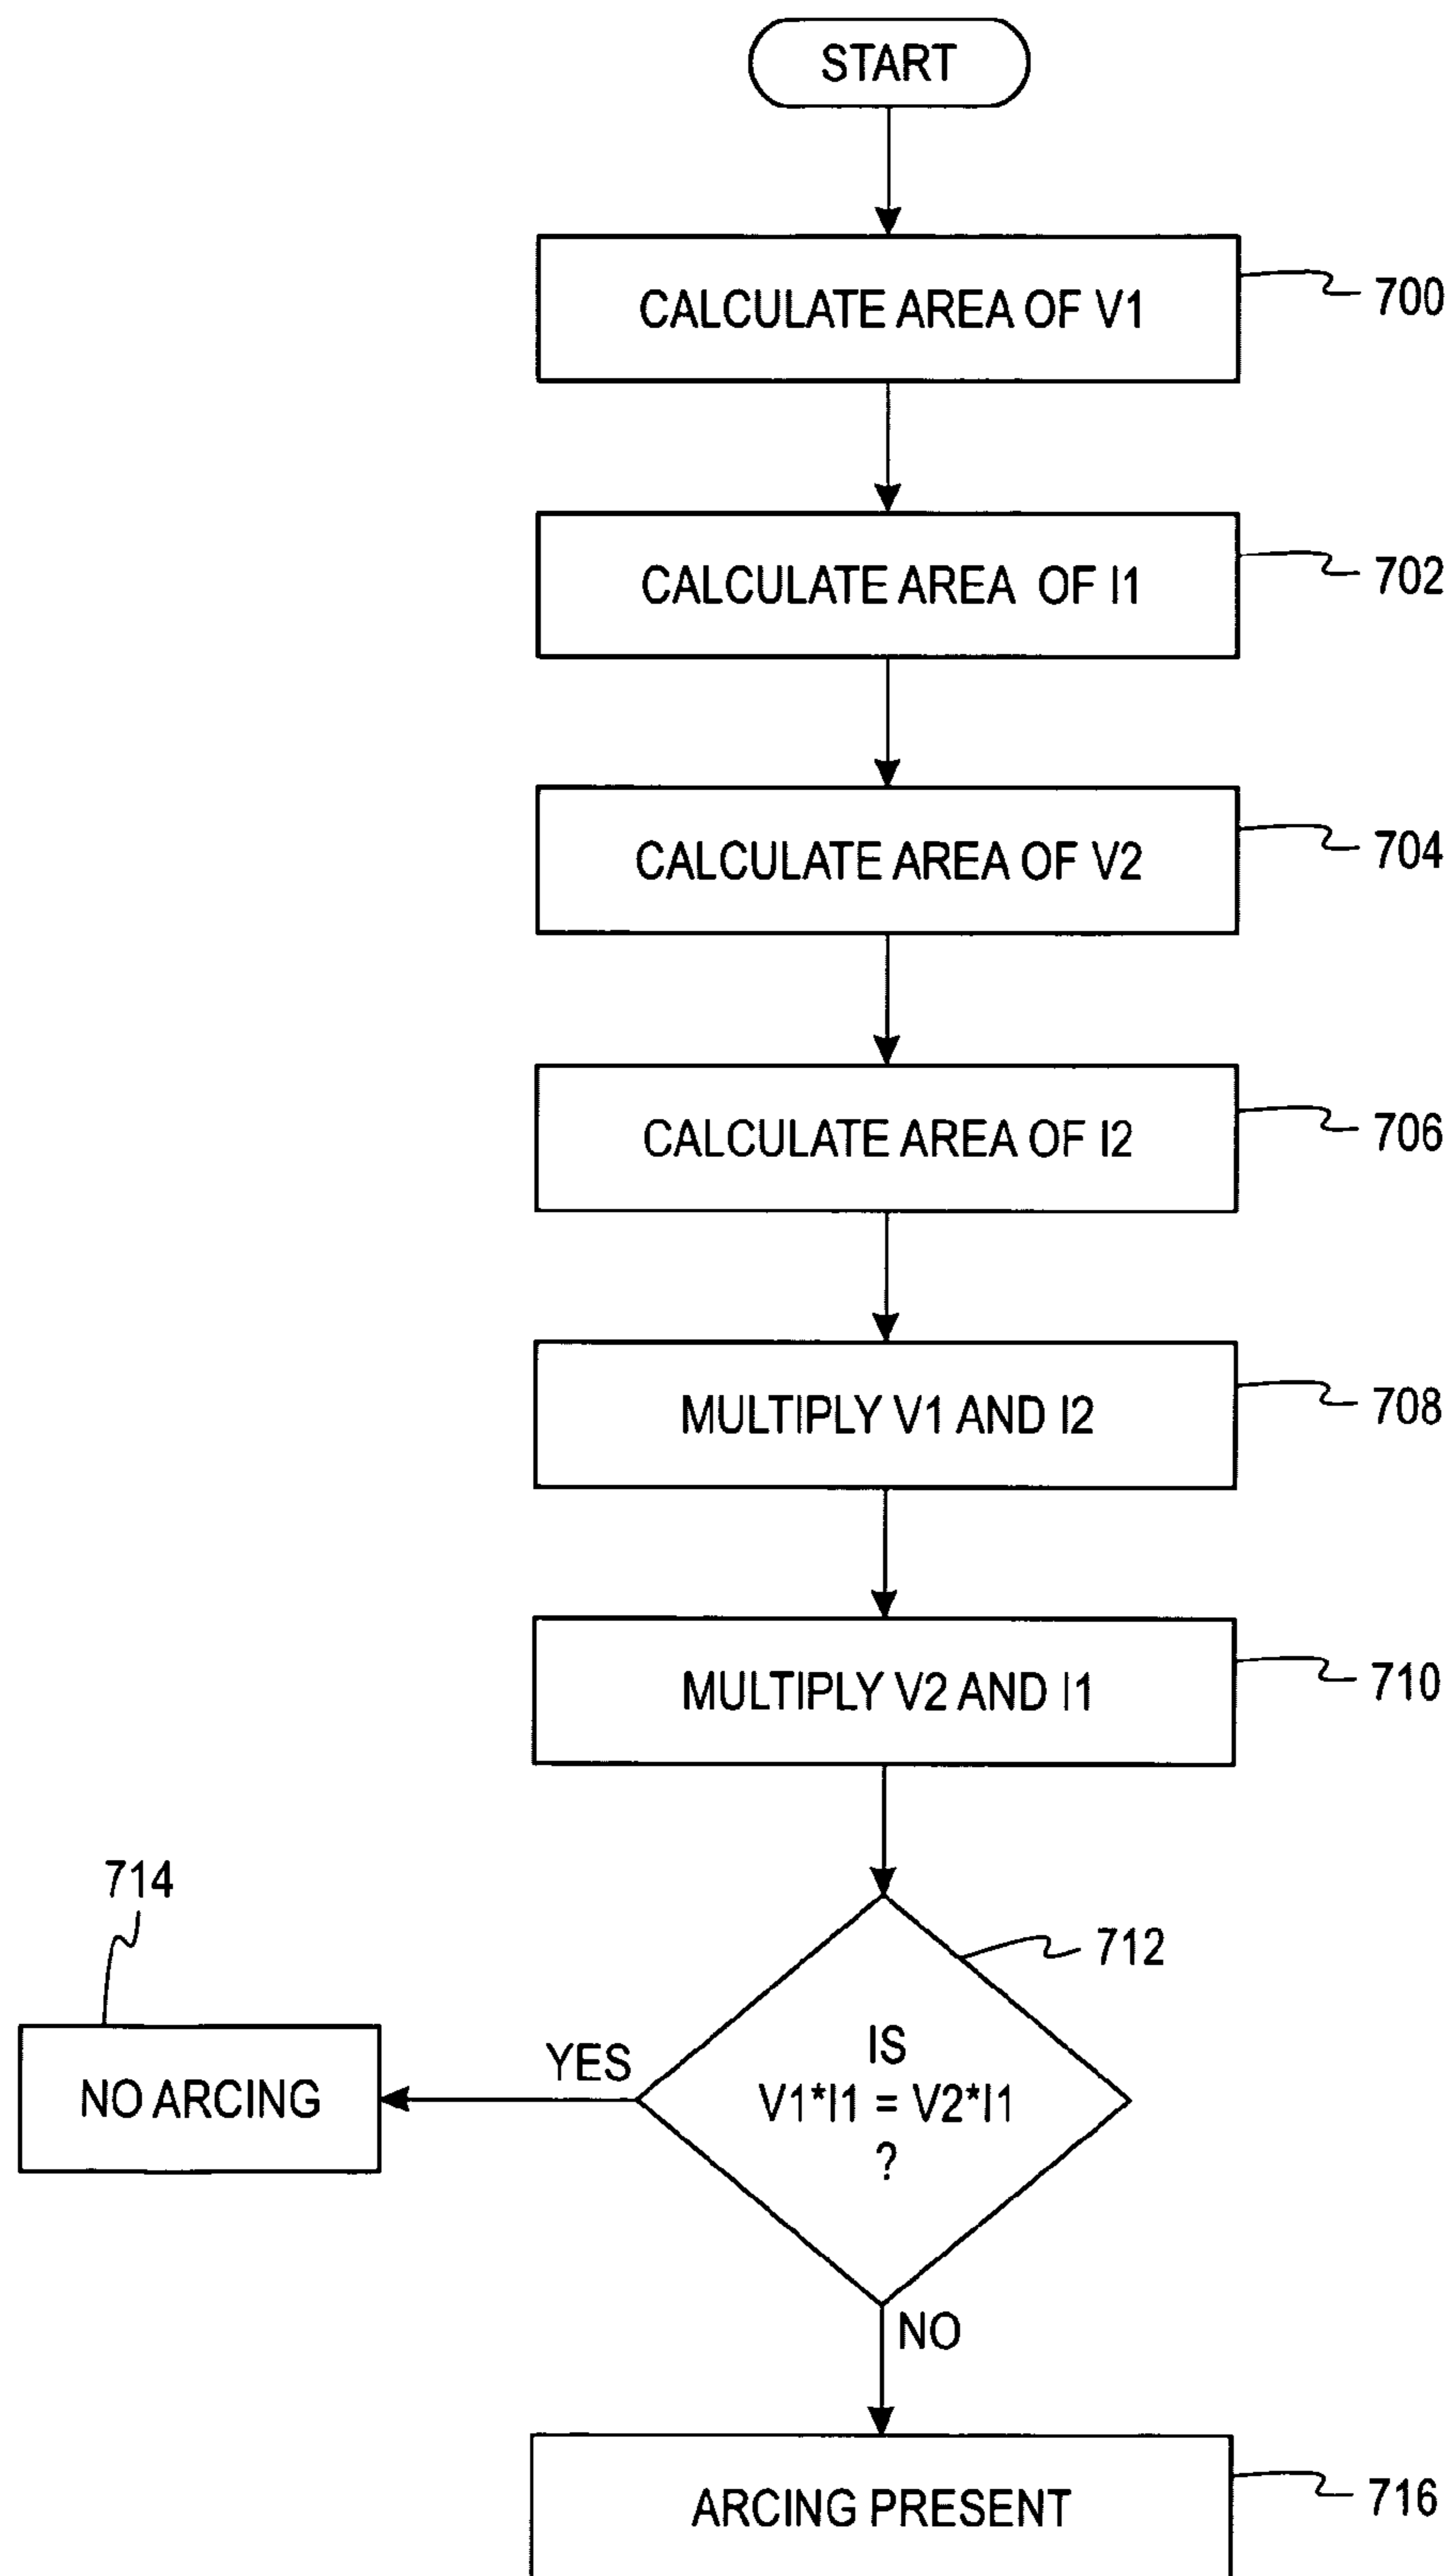 START
CALCULATE AREA OF V1
700
CALCULATE AREA OF I1
702
CALCULATE AREA OF V2
704
CALCULATE AREA OF I2
706
MULTIPLY V1 AND I2
708
MULTIPLY V2 AND I1
710
714
712
IS
V1*I1 = V2*I1
?
YES
NO ARCING
NO
ARCING PRESENT
716